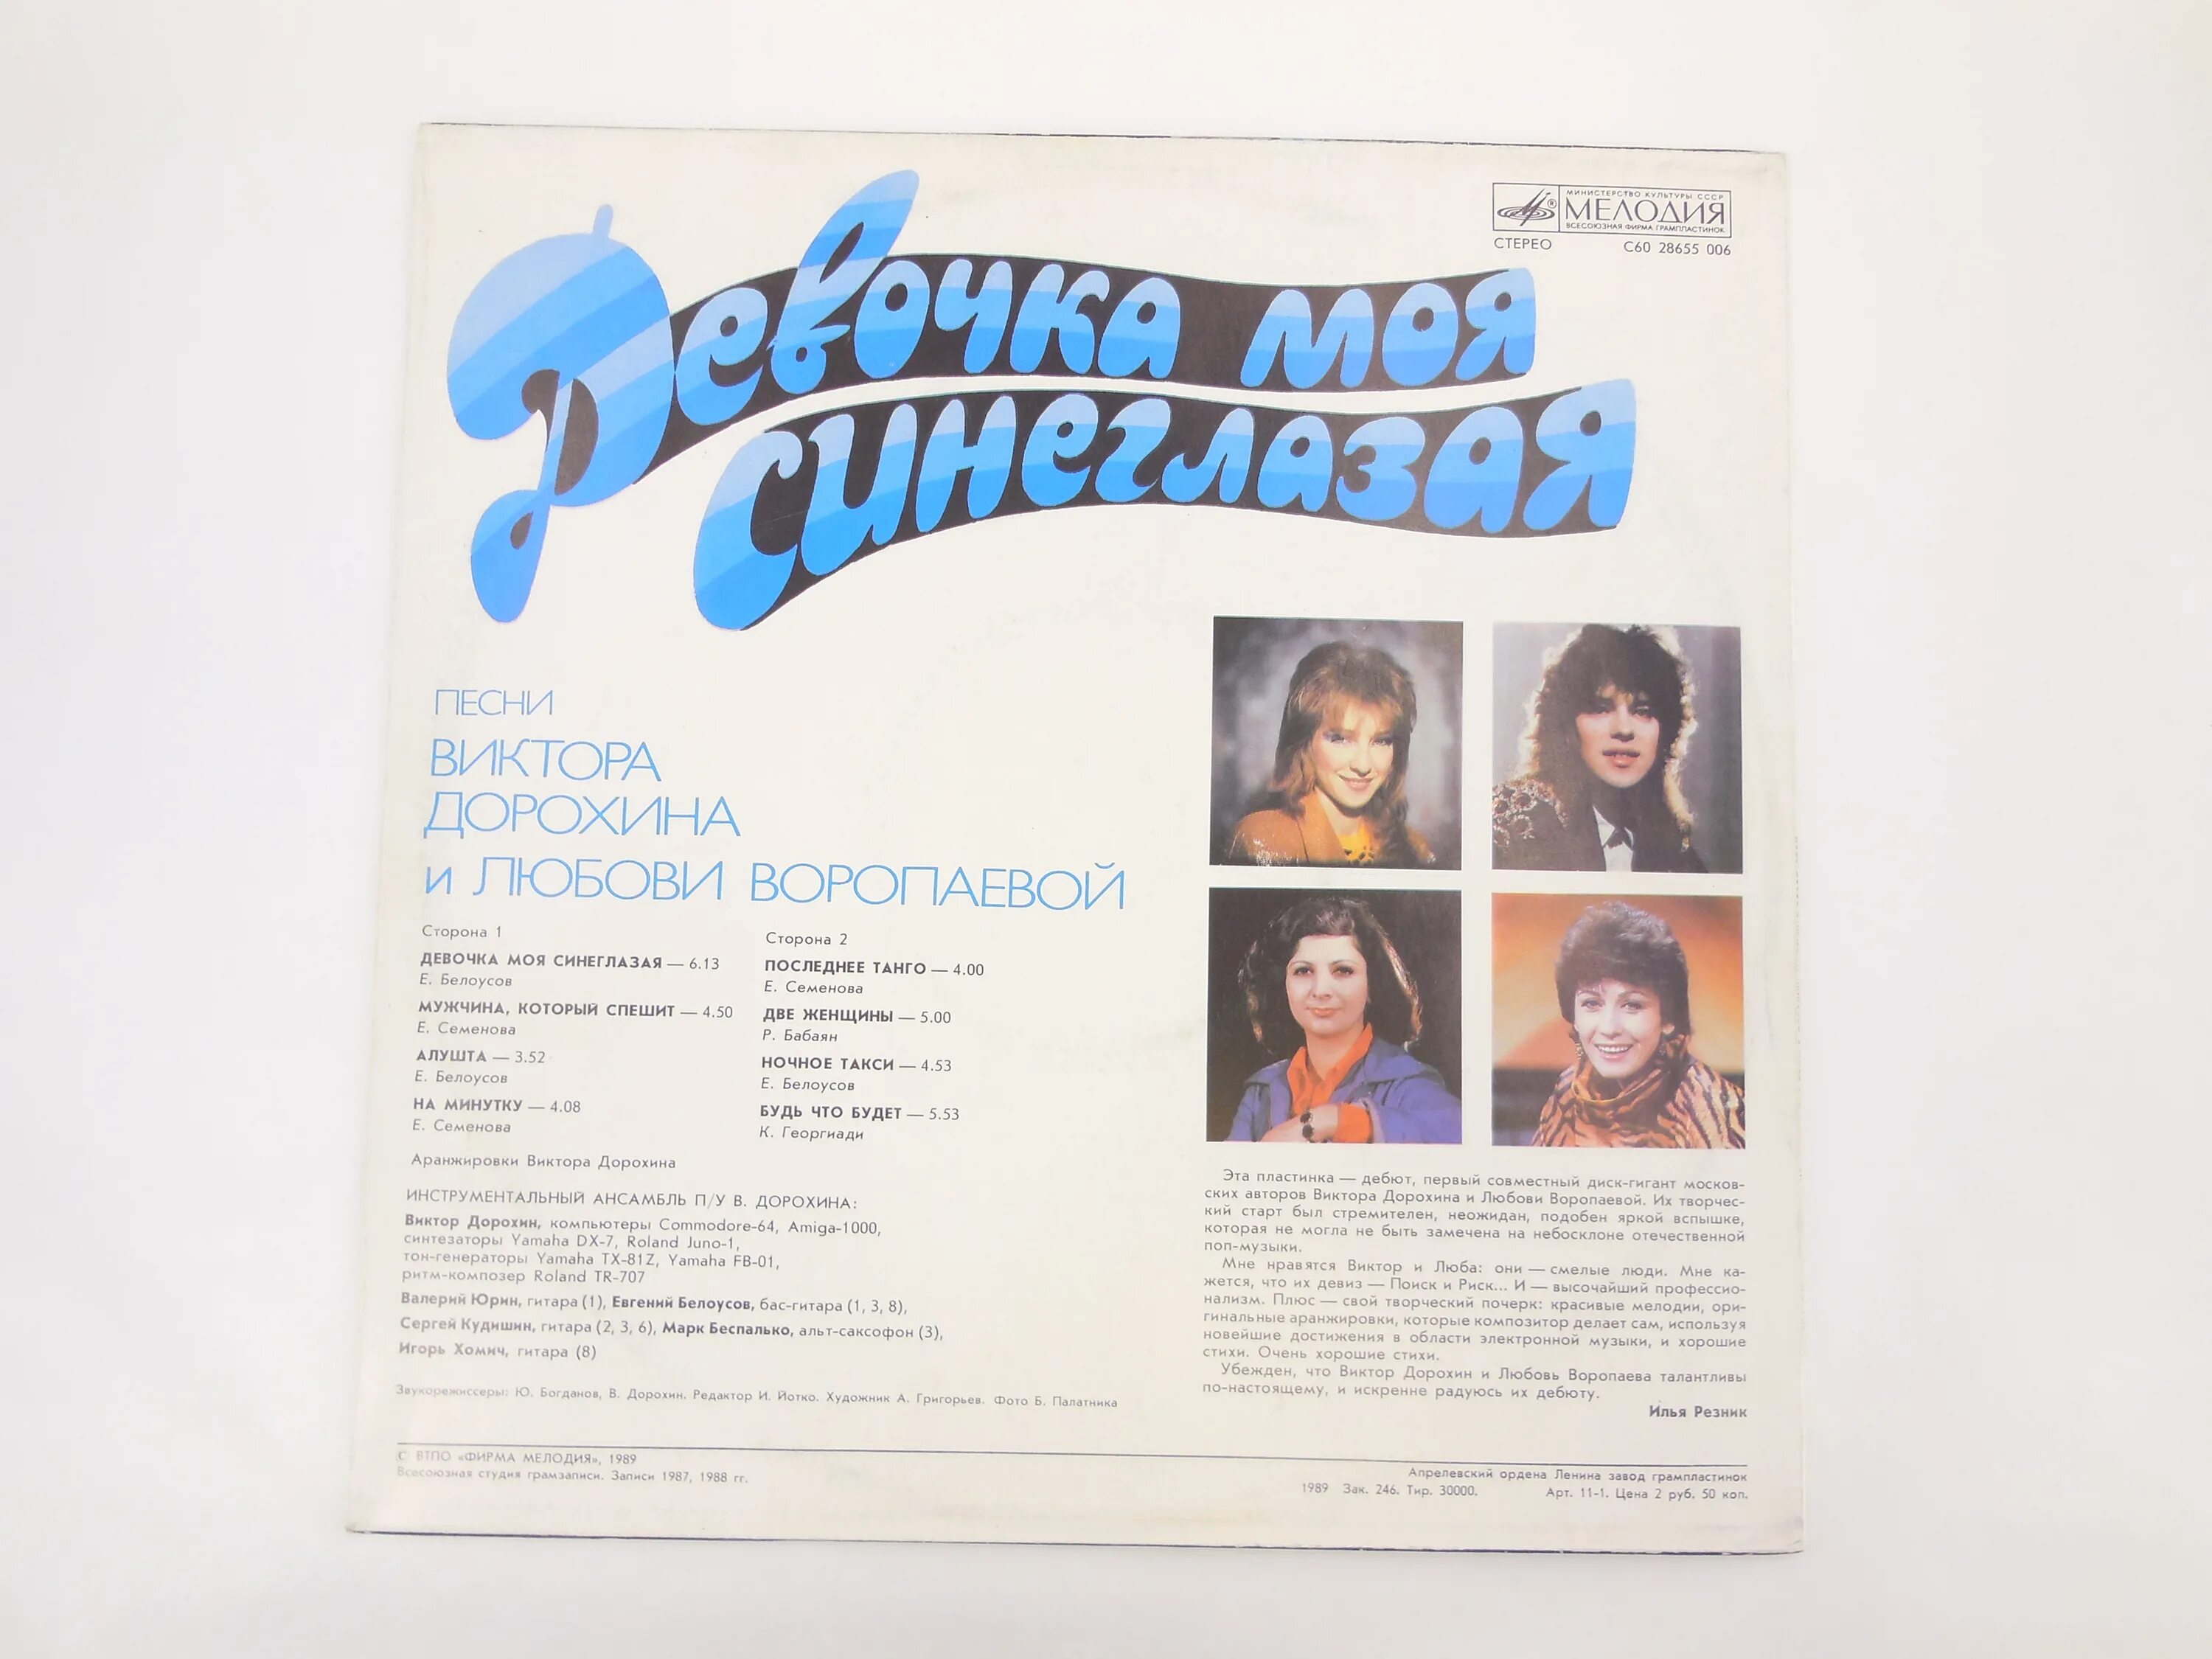 Девочка моя
синеглазая
МИНИСТЕРСТВО КУЛЬТУРЫ СССР
МЕЛОДИЯ
ВСЕСОЮЗНАЯ ФИРМА ГРАМПЛАСТИНОК
СТЕРЕО С60 28655 006
ПЕСНИ
ВИКТОРА
ДОРОХИНА
и ЛЮБОВИ ВОРОПАЕВОЙ
Сторона 1
ДЕВОЧКА МОЯ СИНЕГЛАЗАЯ — 6.13
Е. Белоусов
МУЖЧИНА, КОТОРЫЙ СПЕШИТ — 4.50
Е. Семенова
АЛУШТА — 3.52
Е. Белоусов
НА МИНУТКУ — 4.08
Е. Семенова
Сторона 2
ПОСЛЕДНЕЕ ТАНГО — 4.00
Е. Семенова
ДВЕ ЖЕНЩИНЫ — 5.00
Р. Бабаян
НОЧНОЕ ТАКСИ — 4.53
Е. Белоусов
БУДЬ ЧТО БУДЕТ — 5.53
К. Георгиади
Аранжировки Виктора Дорохина
ИНСТРУМЕНТАЛЬНЫЙ АНСАМБЛЬ П/У В. ДОРОХИНА:
Виктор Дорохин, компьютеры Commodore-64, Amiga-1000,
синтезаторы Yamaha DX-7, Roland Juno-1,
тон-генераторы Yamaha TX-81Z, Yamaha FB-01,
ритм-композер Roland TR-707
Валерий Юрин, гитара (1), Евгений Белоусов, бас-гитара (1, 3, 8),
Сергей Кудишин, гитара (2, 3, 6), Марк Беспалько, альт-саксофон (3),
Игорь Хомич, гитара (8)
Звукорежиссеры: Ю. Богданов, В. Дорохин. Редактор И. Йотко. Художник А. Григорьев. Фото Б. Палатника
Эта пластинка — дебют, первый совместный диск-гигант москов-
ских авторов Виктора Дорохина и Любови Воропаевой. Их творчес-
кий старт был стремителен, неожидан, подобен яркой вспышке,
которая не могла не быть замечена на небосклоне отечественной
поп-музыки.
Мне нравятся Виктор и Люба: они — смелые люди. Мне ка-
жется, что их девиз — Поиск и Риск... И — высочайший профессио-
нализм. Плюс — свой творческий почерк: красивые мелодии, ори-
гинальные аранжировки, которые композитор делает сам, используя
новейшие достижения в области электронной музыки, и хорошие
стихи. Очень хорошие стихи.
Убежден, что Виктор Дорохин и Любовь Воропаева талантливы
по-настоящему, и искренне радуюсь их дебюту.
Илья Резник
© ВТПО «ФИРМА МЕЛОДИЯ», 1989
Всесоюзная студия грамзаписи. Записи 1987, 1988 гг.
Апрелевский ордена Ленина завод грампластинок
1989 Зак. 246. Тир. 30000. Арт. 11-1. Цена 2 руб. 50 коп.